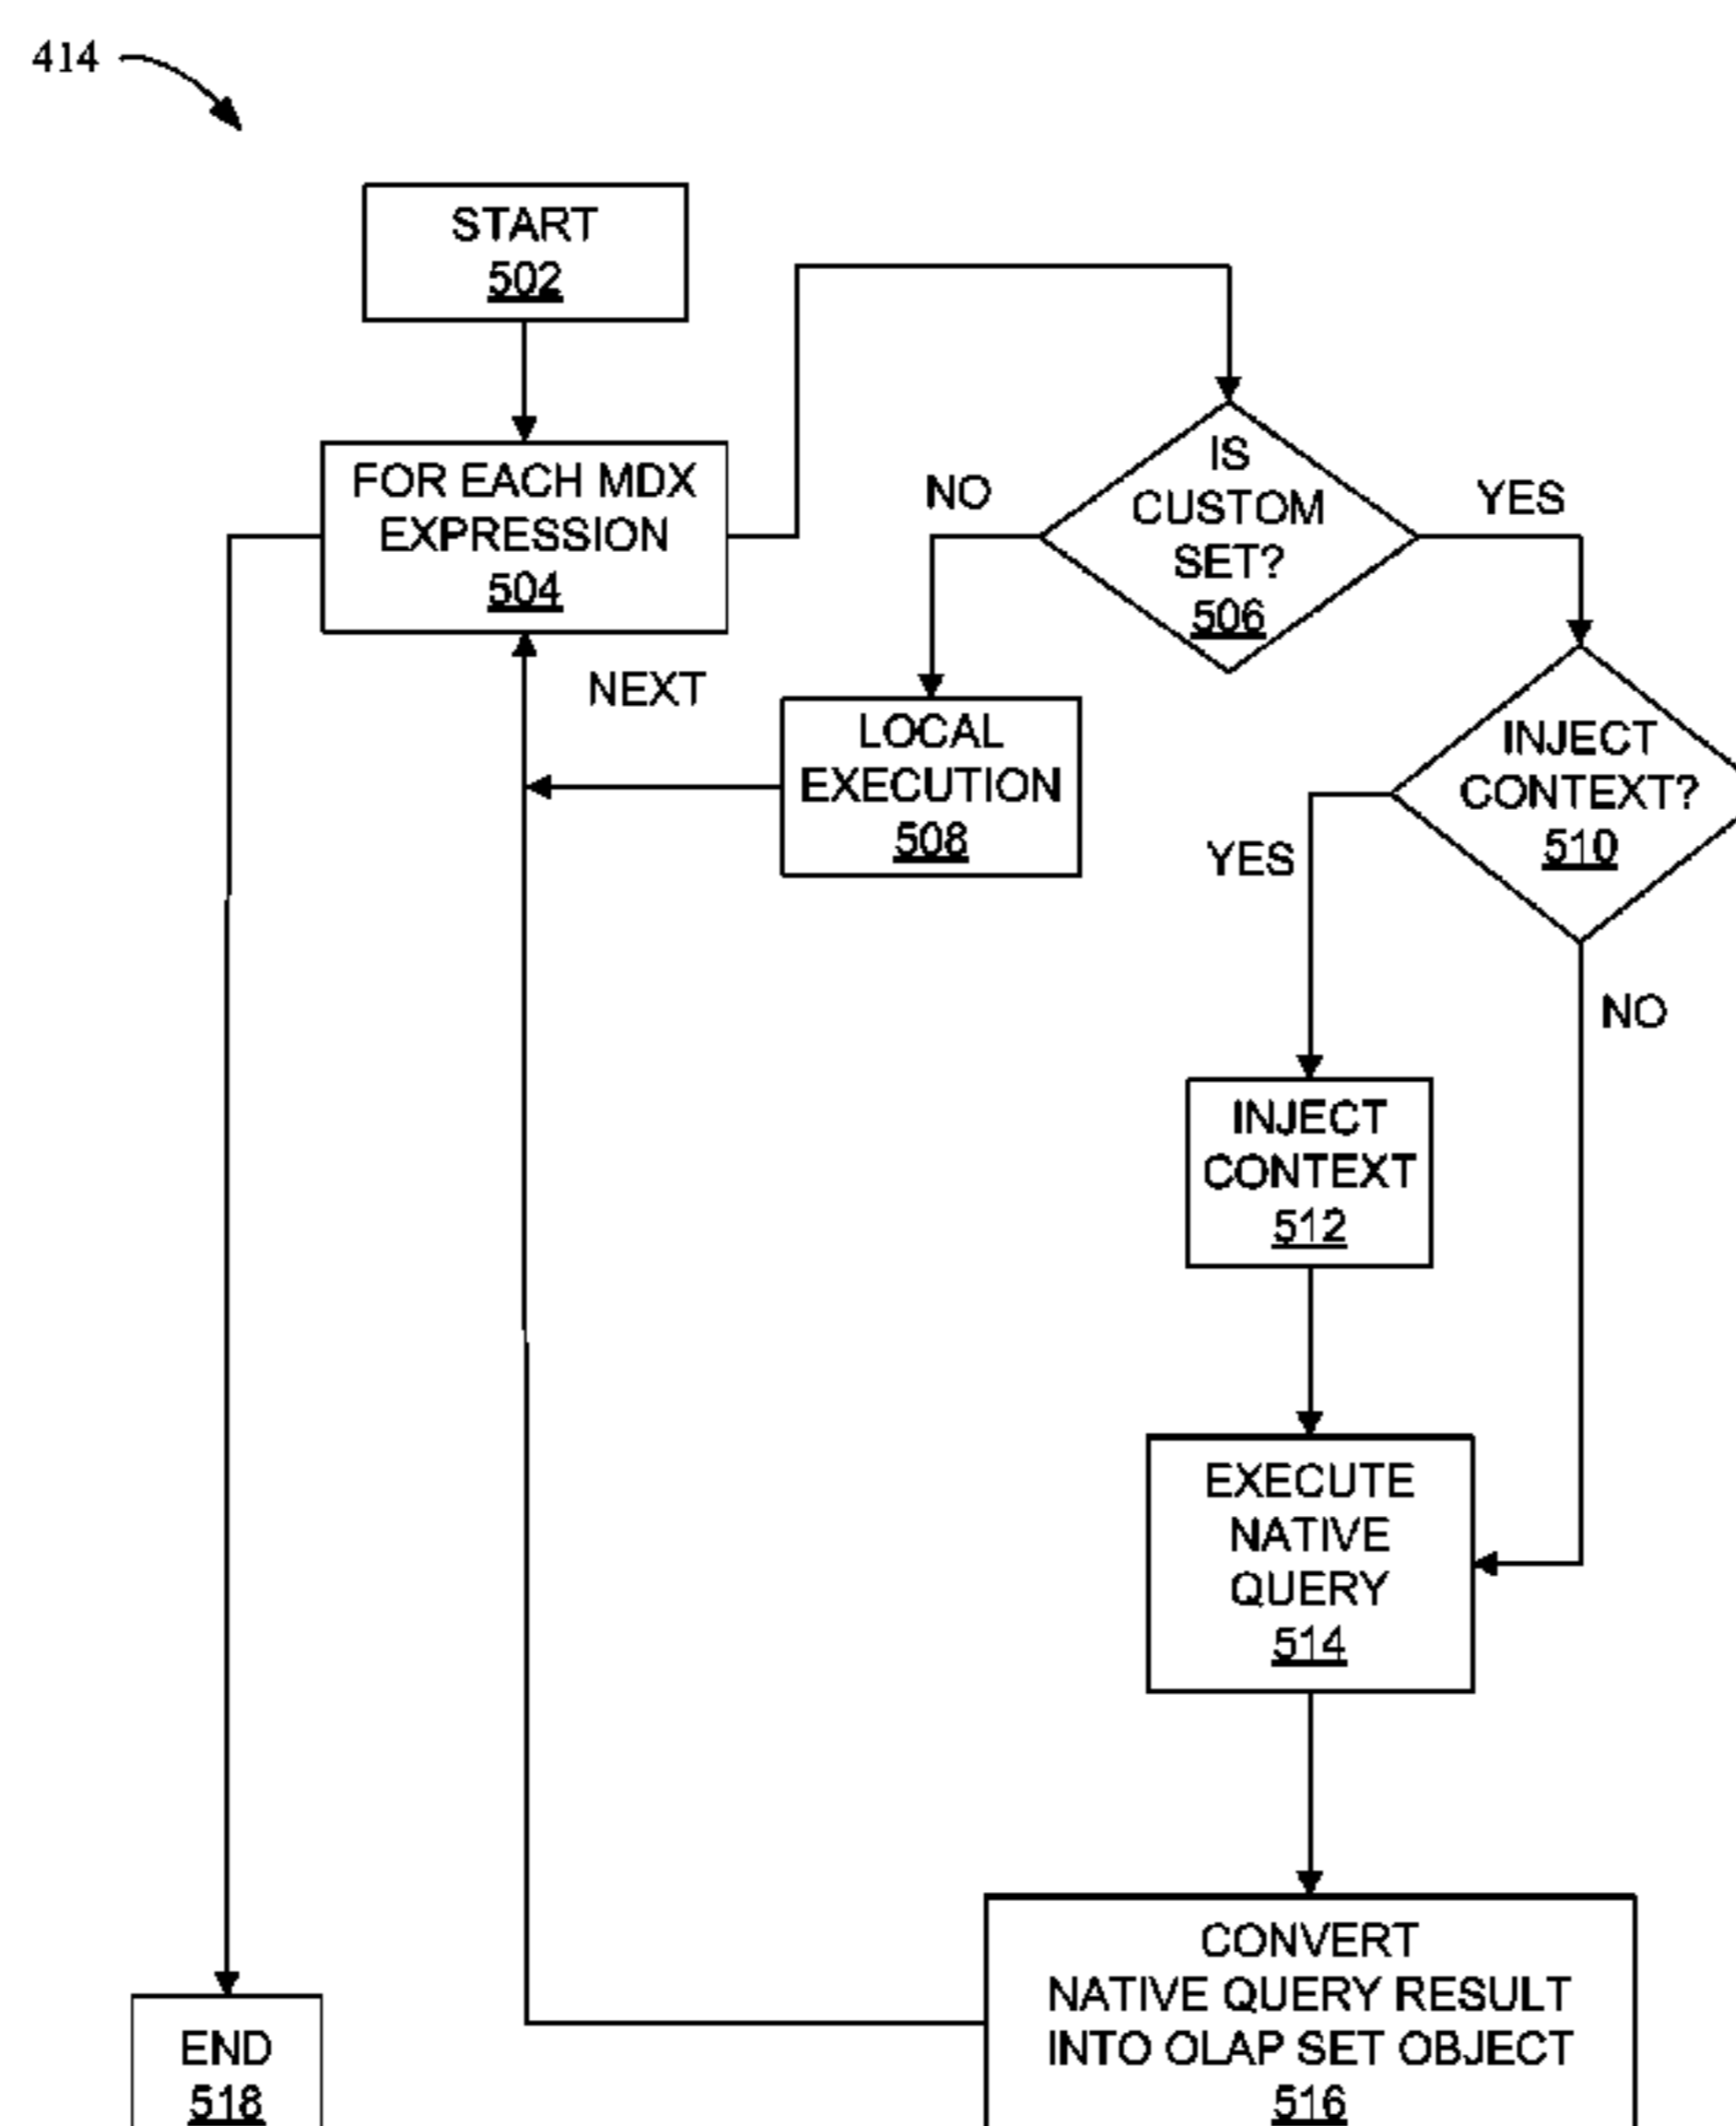 414
START
502
FOR EACH MDX
EXPRESSION
504
IS
CUSTOM
SET?
506
NO
YES
NEXT
LOCAL
EXECUTION
508
INJECT
CONTEXT?
510
YES
NO
INJECT
CONTEXT
512
EXECUTE
NATIVE
QUERY
514
CONVERT
NATIVE QUERY RESULT
INTO OLAP SET OBJECT
516
END
518